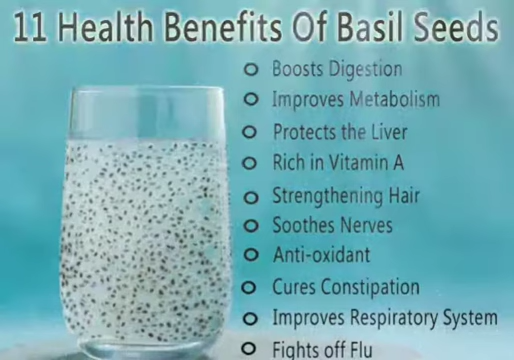 11 Health Benefits Of Basil Seeds
Boosts Digestion
Improves Metabolism
Protects the Liver
Rich in Vitamin A
Strengthening Hair
Soothes Nerves
Anti-oxidant
Cures Constipation
Improves Respiratory System
Fights off Flu